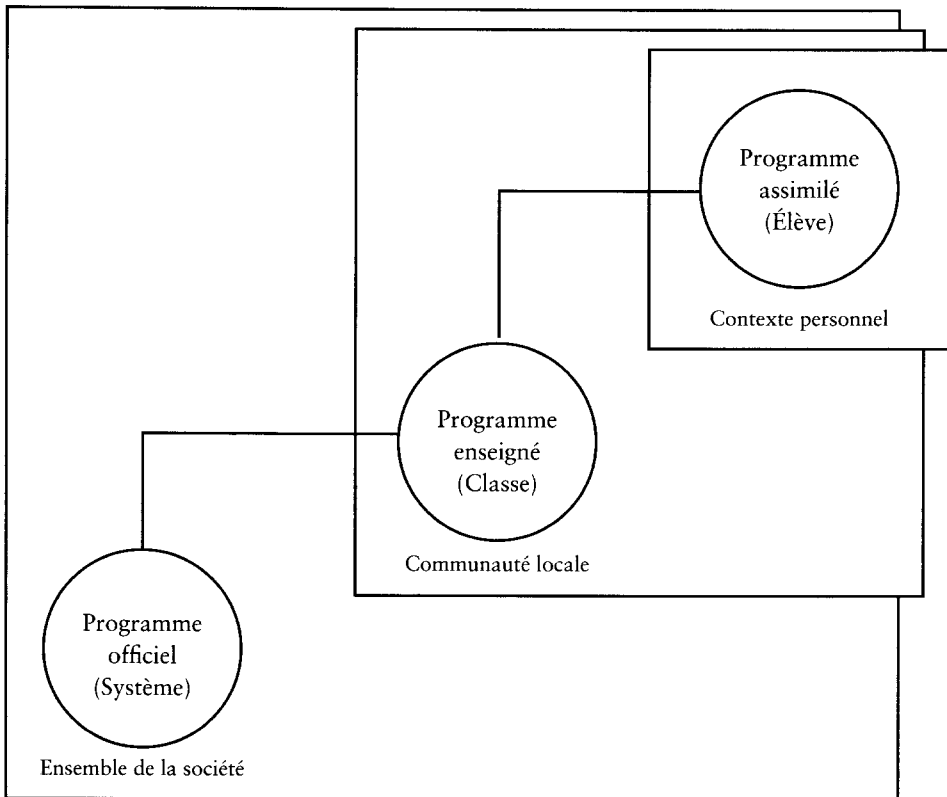 Programme
assimilé
(Élève)
Contexte personnel
Programme
enseigné
(Classe)
Communauté locale
Programme
officiel
(Système)
Ensemble de la société